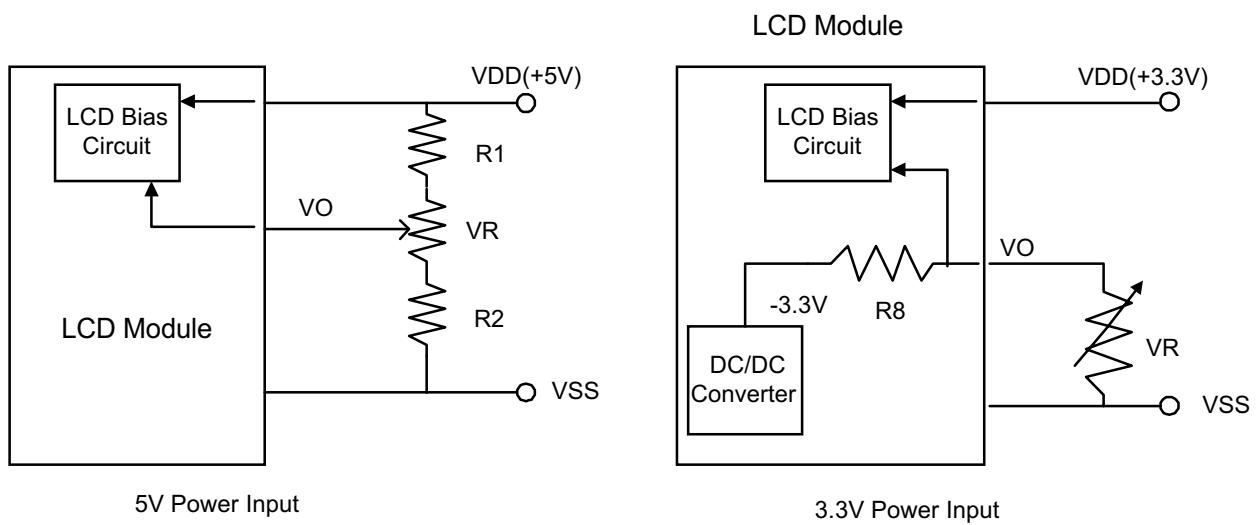 LCD Module
VDD(+5V)
LCD Bias
Circuit
R1
VO
VR
LCD Module
R2
VSS
5V Power Input
VDD(+3.3V)
LCD Bias
Circuit
VO
-3.3V
R8
DC/DC
Converter
VR
VSS
3.3V Power Input